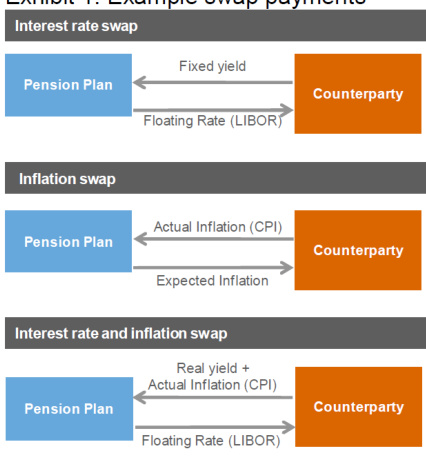 Exhibit 1: Example swap payments
Interest rate swap
Fixed yield
Pension Plan
Counterparty
Floating Rate (LIBOR)
Inflation swap
Actual Inflation (CPI)
Pension Plan
Counterparty
Expected Inflation
Interest rate and inflation swap
Real yield +
Actual Inflation (CPI)
Pension Plan
Counterparty
Floating Rate (LIBOR)